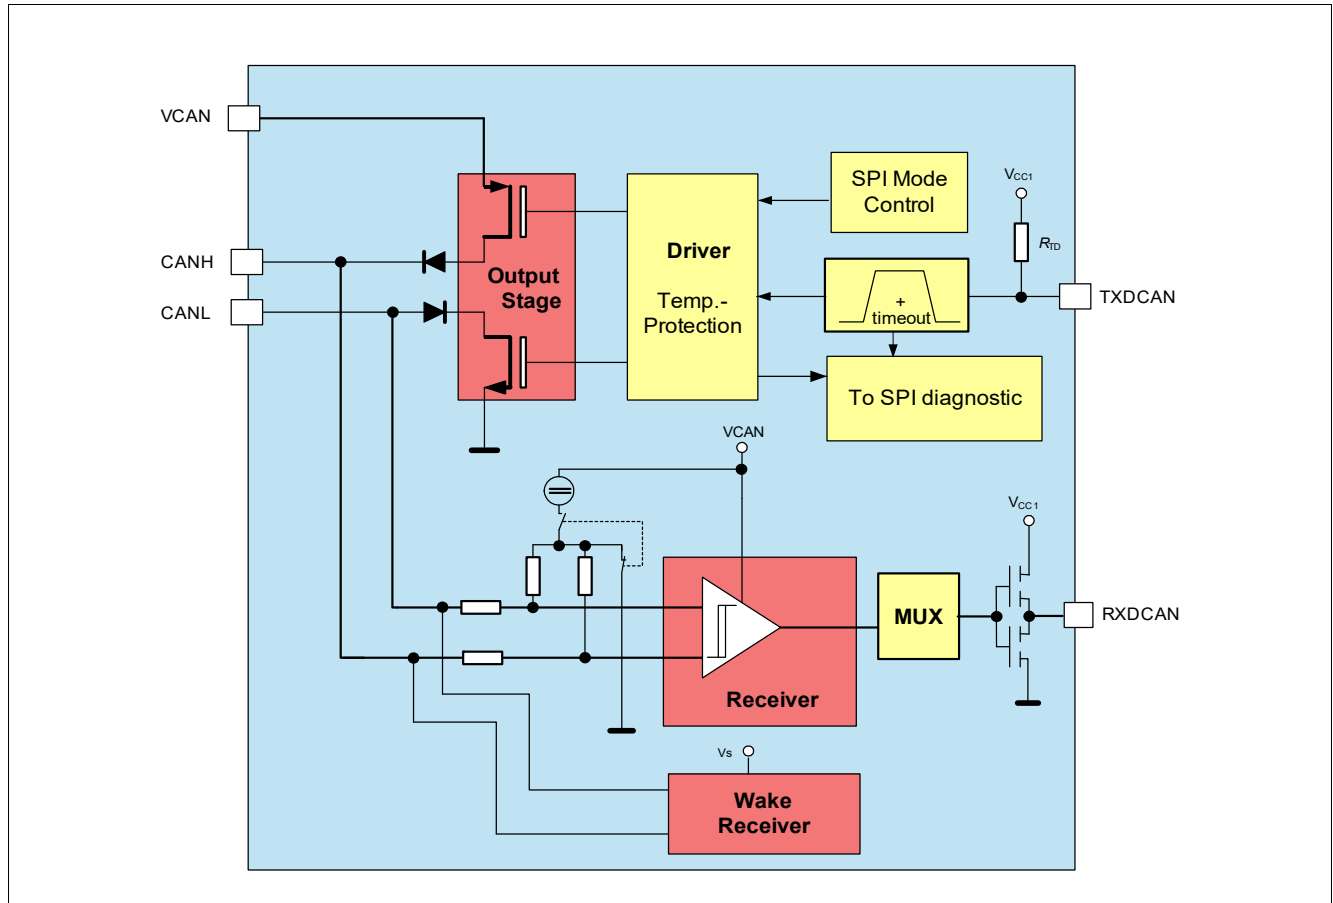 VCAN
SPI Mode
Control
VCC1
RTD
CANH
Driver
Output
Stage
CANL
Temp.-
Protection
+
timeout
TXDCAN
To SPI diagnostic
VCAN
VCC1
MUX
RXDCAN
Receiver
Vs
Wake
Receiver